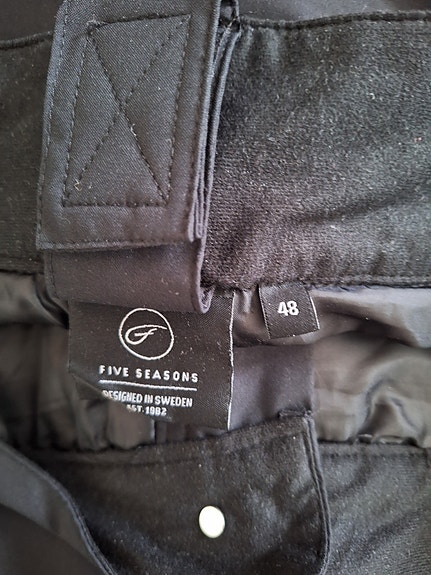 48
FIVE SEASONS
DESIGNED IN SWEDEN
EST. 1982